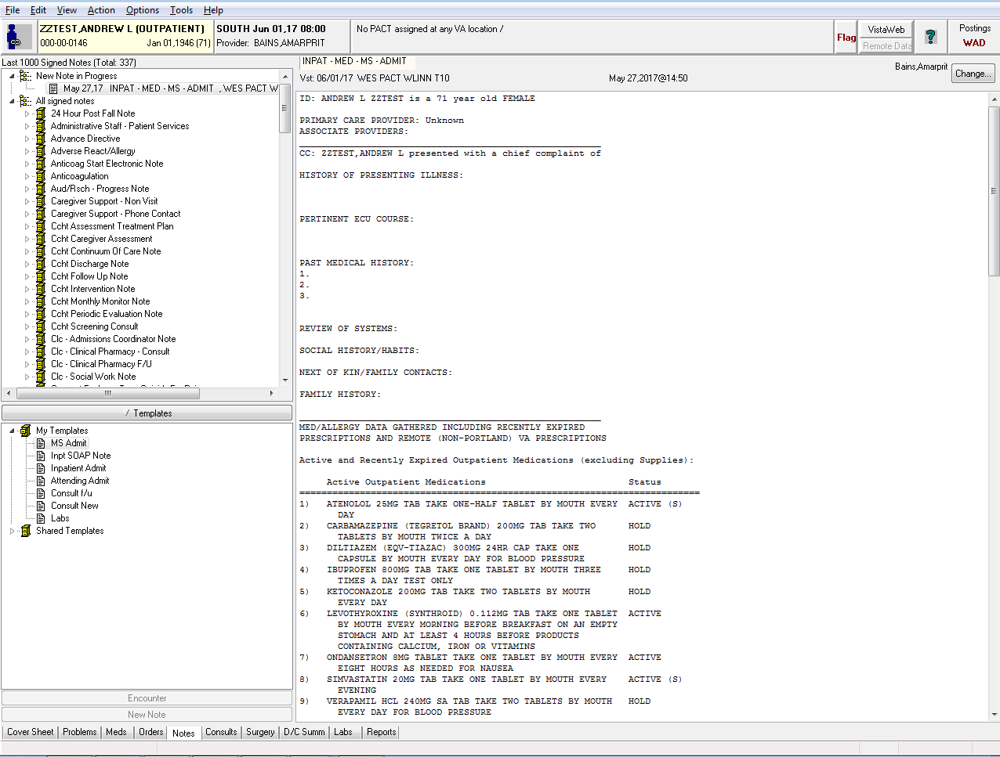 File Edit View Action Options Tools Help
ZZTEST,ANDREW L (OUTPATIENT)
000-00-0146 Jan 01,1946 (71)
SOUTH Jun 01,17 08:00
Provider: BAINS,AMARPRIT
No PACT assigned at any VA location /
Flag
VistaWeb
Remote Data
?
Postings
WAD
Last 1000 Signed Notes (Total: 337)
New Note in Progress
May 27,17 INPAT - MED - MS - ADMIT , WES PACT W
All signed notes
24 Hour Post Fall Note
Administrative Staff - Patient Services
Advance Directive
Adverse React/Allergy
Anticoag Start Electronic Note
Anticoagulation
Aud/Rsch - Progress Note
Caregiver Support - Non Visit
Caregiver Support - Phone Contact
Ccht Assessment Treatment Plan
Ccht Caregiver Assessment
Ccht Continuum Of Care Note
Ccht Discharge Note
Ccht Follow Up Note
Ccht Intervention Note
Ccht Monthly Monitor Note
Ccht Periodic Evaluation Note
Ccht Screening Consult
Clc - Admissions Coordinator Note
Clc - Clinical Pharmacy - Consult
Clc - Clinical Pharmacy F/U
Clc - Social Work Note
/ Templates
My Templates
MS Admit
Inpt SOAP Note
Inpatient Admit
Attending Admit
Consult f/u
Consult New
Labs
Shared Templates
Encounter
New Note
INPAT - MED - MS - ADMIT
Vst: 06/01/17 WES PACT WLINN T10 May 27,2017@14:50
Bains,Amarprit
Change...
ID: ANDREW L ZZTEST is a 71 year old FEMALE
PRIMARY CARE PROVIDER: Unknown
ASSOCIATE PROVIDERS:
CC: ZZTEST,ANDREW L presented with a chief complaint of
HISTORY OF PRESENTING ILLNESS:
PERTINENT ECU COURSE:
PAST MEDICAL HISTORY:
1.
2.
3.
REVIEW OF SYSTEMS:
SOCIAL HISTORY/HABITS:
NEXT OF KIN/FAMILY CONTACTS:
FAMILY HISTORY:
MED/ALLERGY DATA GATHERED INCLUDING RECENTLY EXPIRED
PRESCRIPTIONS AND REMOTE (NON-PORTLAND) VA PRESCRIPTIONS
Active and Recently Expired Outpatient Medications (excluding Supplies):
Active Outpatient Medications Status
=========================================================================
1) ATENOLOL 25MG TAB TAKE ONE-HALF TABLET BY MOUTH EVERY ACTIVE (S)
DAY
2) CARBAMAZEPINE (TEGRETOL BRAND) 200MG TAB TAKE TWO HOLD
TABLETS BY MOUTH TWICE A DAY
3) DILTIAZEM (EQV-TIAZAC) 300MG 24HR CAP TAKE ONE HOLD
CAPSULE BY MOUTH EVERY DAY FOR BLOOD PRESSURE
4) IBUPROFEN 800MG TAB TAKE ONE TABLET BY MOUTH THREE HOLD
TIMES A DAY TEST ONLY
5) KETOCONAZOLE 200MG TAB TAKE TWO TABLETS BY MOUTH HOLD
EVERY DAY
6) LEVOTHYROXINE (SYNTHROID) 0.112MG TAB TAKE ONE TABLET ACTIVE
BY MOUTH EVERY MORNING BEFORE BREAKFAST ON AN EMPTY
STOMACH AND AT LEAST 4 HOURS BEFORE PRODUCTS
CONTAINING CALCIUM, IRON OR VITAMINS
7) ONDANSETRON 8MG TABLET TAKE ONE TABLET BY MOUTH EVERY ACTIVE
EIGHT HOURS AS NEEDED FOR NAUSEA
8) SIMVASTATIN 20MG TAB TAKE ONE TABLET BY MOUTH EVERY ACTIVE (S)
EVENING
9) VERAPAMIL HCL 240MG SA TAB TAKE TWO TABLETS BY MOUTH HOLD
EVERY DAY FOR BLOOD PRESSURE
Cover Sheet Problems Meds Orders Notes Consults Surgery D/C Summ Labs Reports